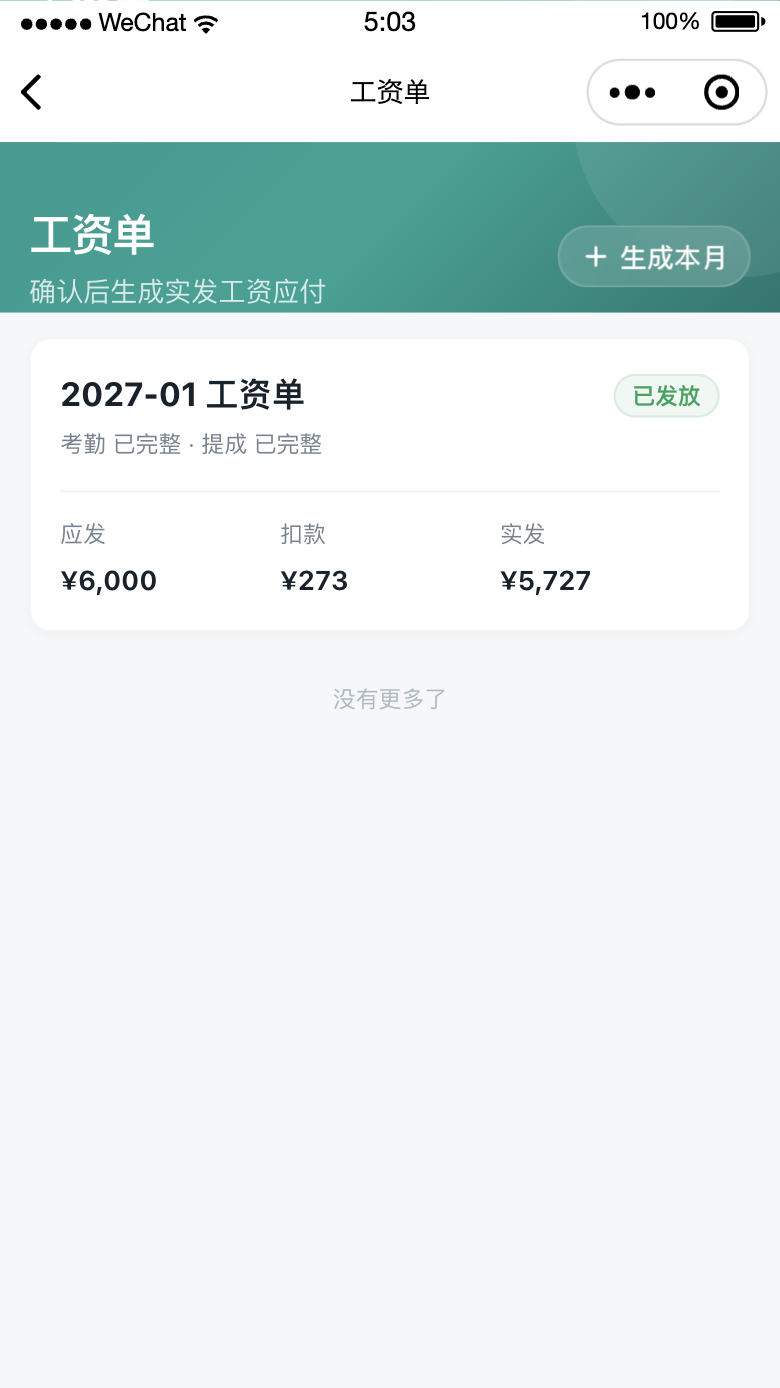 WeChat 5:03 100%
工资单
工资单
+ 生成本月
确认后生成实发工资应付
2027-01 工资单 已发放
考勤 已完整 · 提成 已完整
应发 扣款 实发
¥6,000 ¥273 ¥5,727
没有更多了